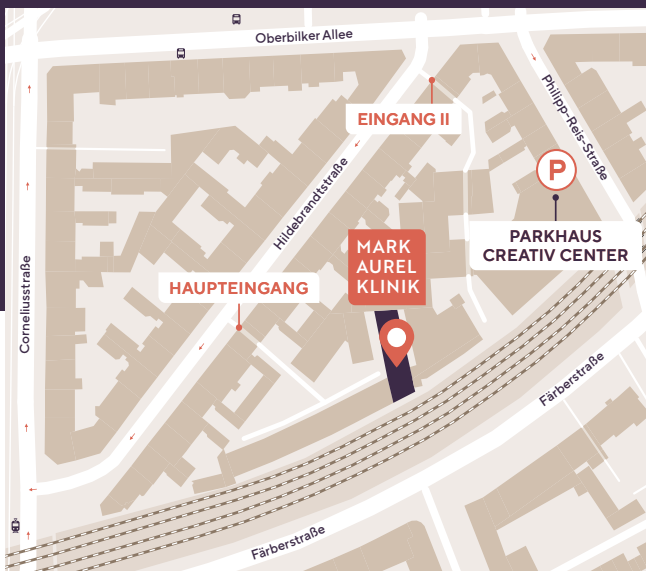 Oberbilker Allee
Philipp-Reis-Straße
EINGANG II
P
Hildebrandtstraße
PARKHAUS
CREATIV CENTER
MARK
AUREL
KLINIK
HAUPTEINGANG
Corneliusstraße
Färberstraße
Färberstraße